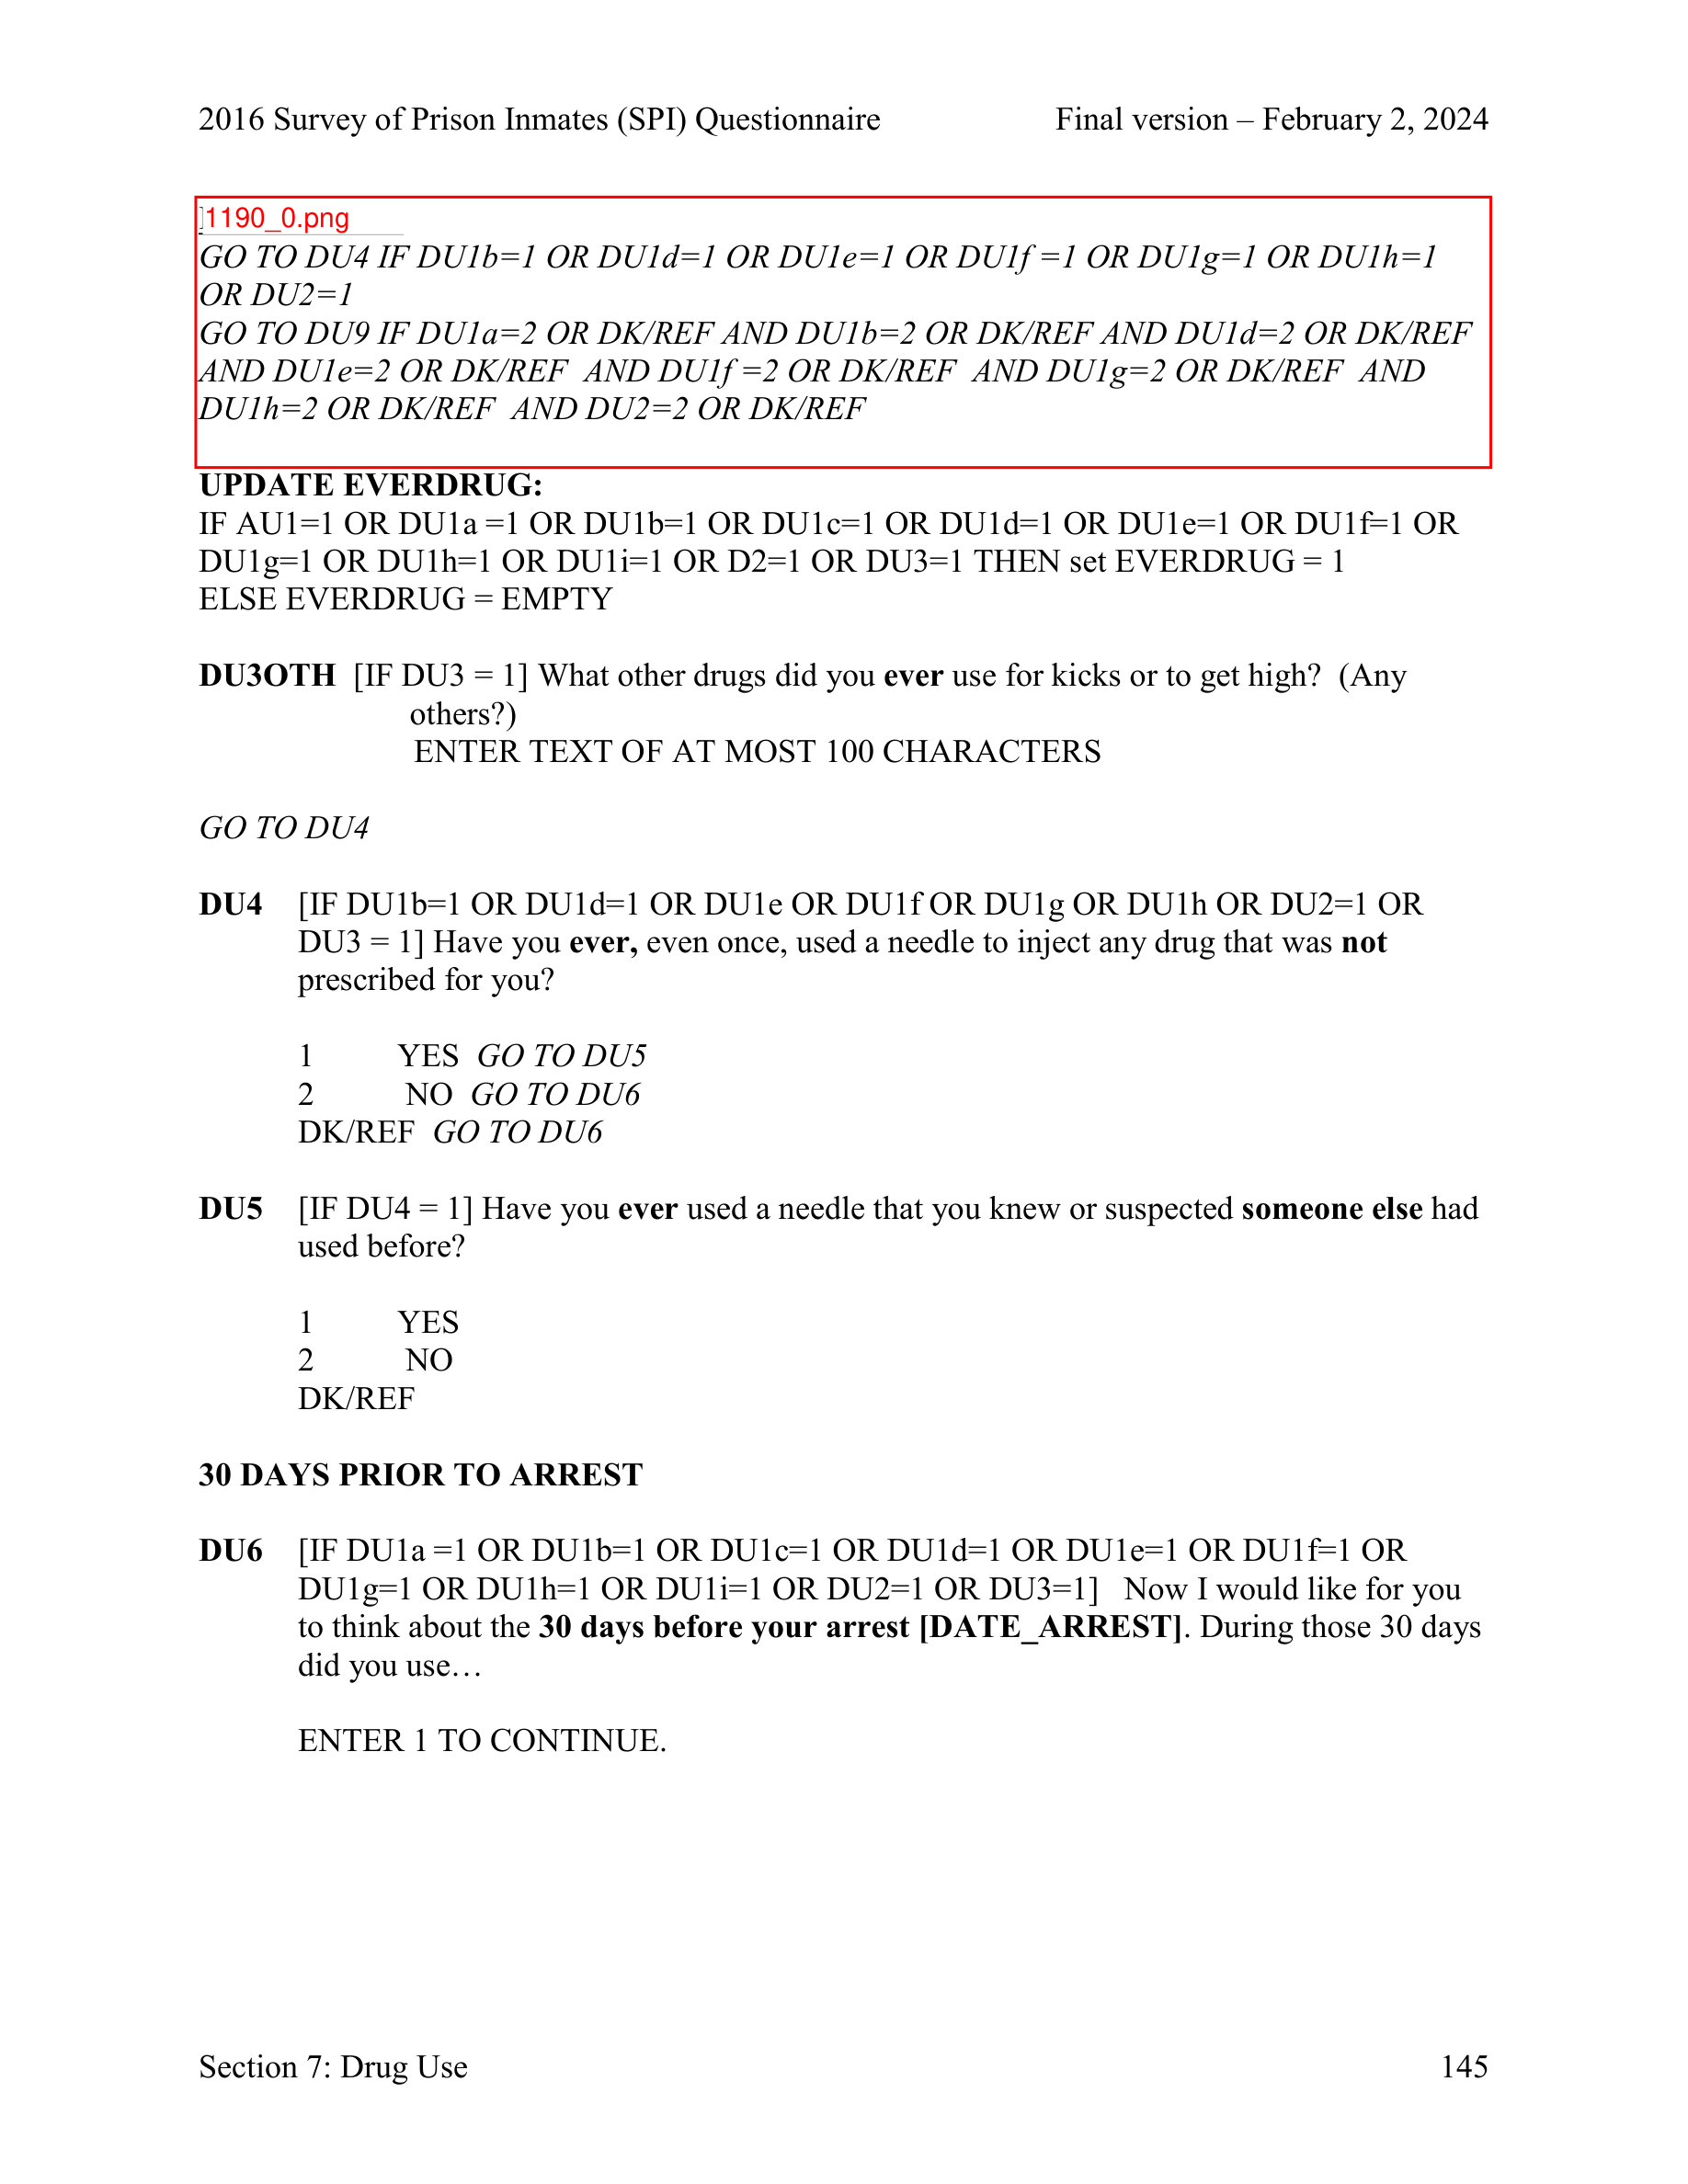 2016 Survey of Prison Inmates (SPI) Questionnaire Final version – February 2, 2024
1190_0.png
GO TO DU4 IF DU1b=1 OR DU1d=1 OR DU1e=1 OR DU1f =1 OR DU1g=1 OR DU1h=1
OR DU2=1
GO TO DU9 IF DU1a=2 OR DK/REF AND DU1b=2 OR DK/REF AND DU1d=2 OR DK/REF
AND DU1e=2 OR DK/REF AND DU1f =2 OR DK/REF AND DU1g=2 OR DK/REF AND
DU1h=2 OR DK/REF AND DU2=2 OR DK/REF
UPDATE EVERDRUG:
IF AU1=1 OR DU1a =1 OR DU1b=1 OR DU1c=1 OR DU1d=1 OR DU1e=1 OR DU1f=1 OR
DU1g=1 OR DU1h=1 OR DU1i=1 OR D2=1 OR DU3=1 THEN set EVERDRUG = 1
ELSE EVERDRUG = EMPTY
DU3OTH [IF DU3 = 1] What other drugs did you ever use for kicks or to get high? (Any
others?)
ENTER TEXT OF AT MOST 100 CHARACTERS
GO TO DU4
DU4 [IF DU1b=1 OR DU1d=1 OR DU1e OR DU1f OR DU1g OR DU1h OR DU2=1 OR
DU3 = 1] Have you ever, even once, used a needle to inject any drug that was not
prescribed for you?
1 YES GO TO DU5
2 NO GO TO DU6
DK/REF GO TO DU6
DU5 [IF DU4 = 1] Have you ever used a needle that you knew or suspected someone else had
used before?
1 YES
2 NO
DK/REF
30 DAYS PRIOR TO ARREST
DU6 [IF DU1a =1 OR DU1b=1 OR DU1c=1 OR DU1d=1 OR DU1e=1 OR DU1f=1 OR
DU1g=1 OR DU1h=1 OR DU1i=1 OR DU2=1 OR DU3=1] Now I would like for you
to think about the 30 days before your arrest [DATE_ARREST]. During those 30 days
did you use…
ENTER 1 TO CONTINUE.
Section 7: Drug Use 145